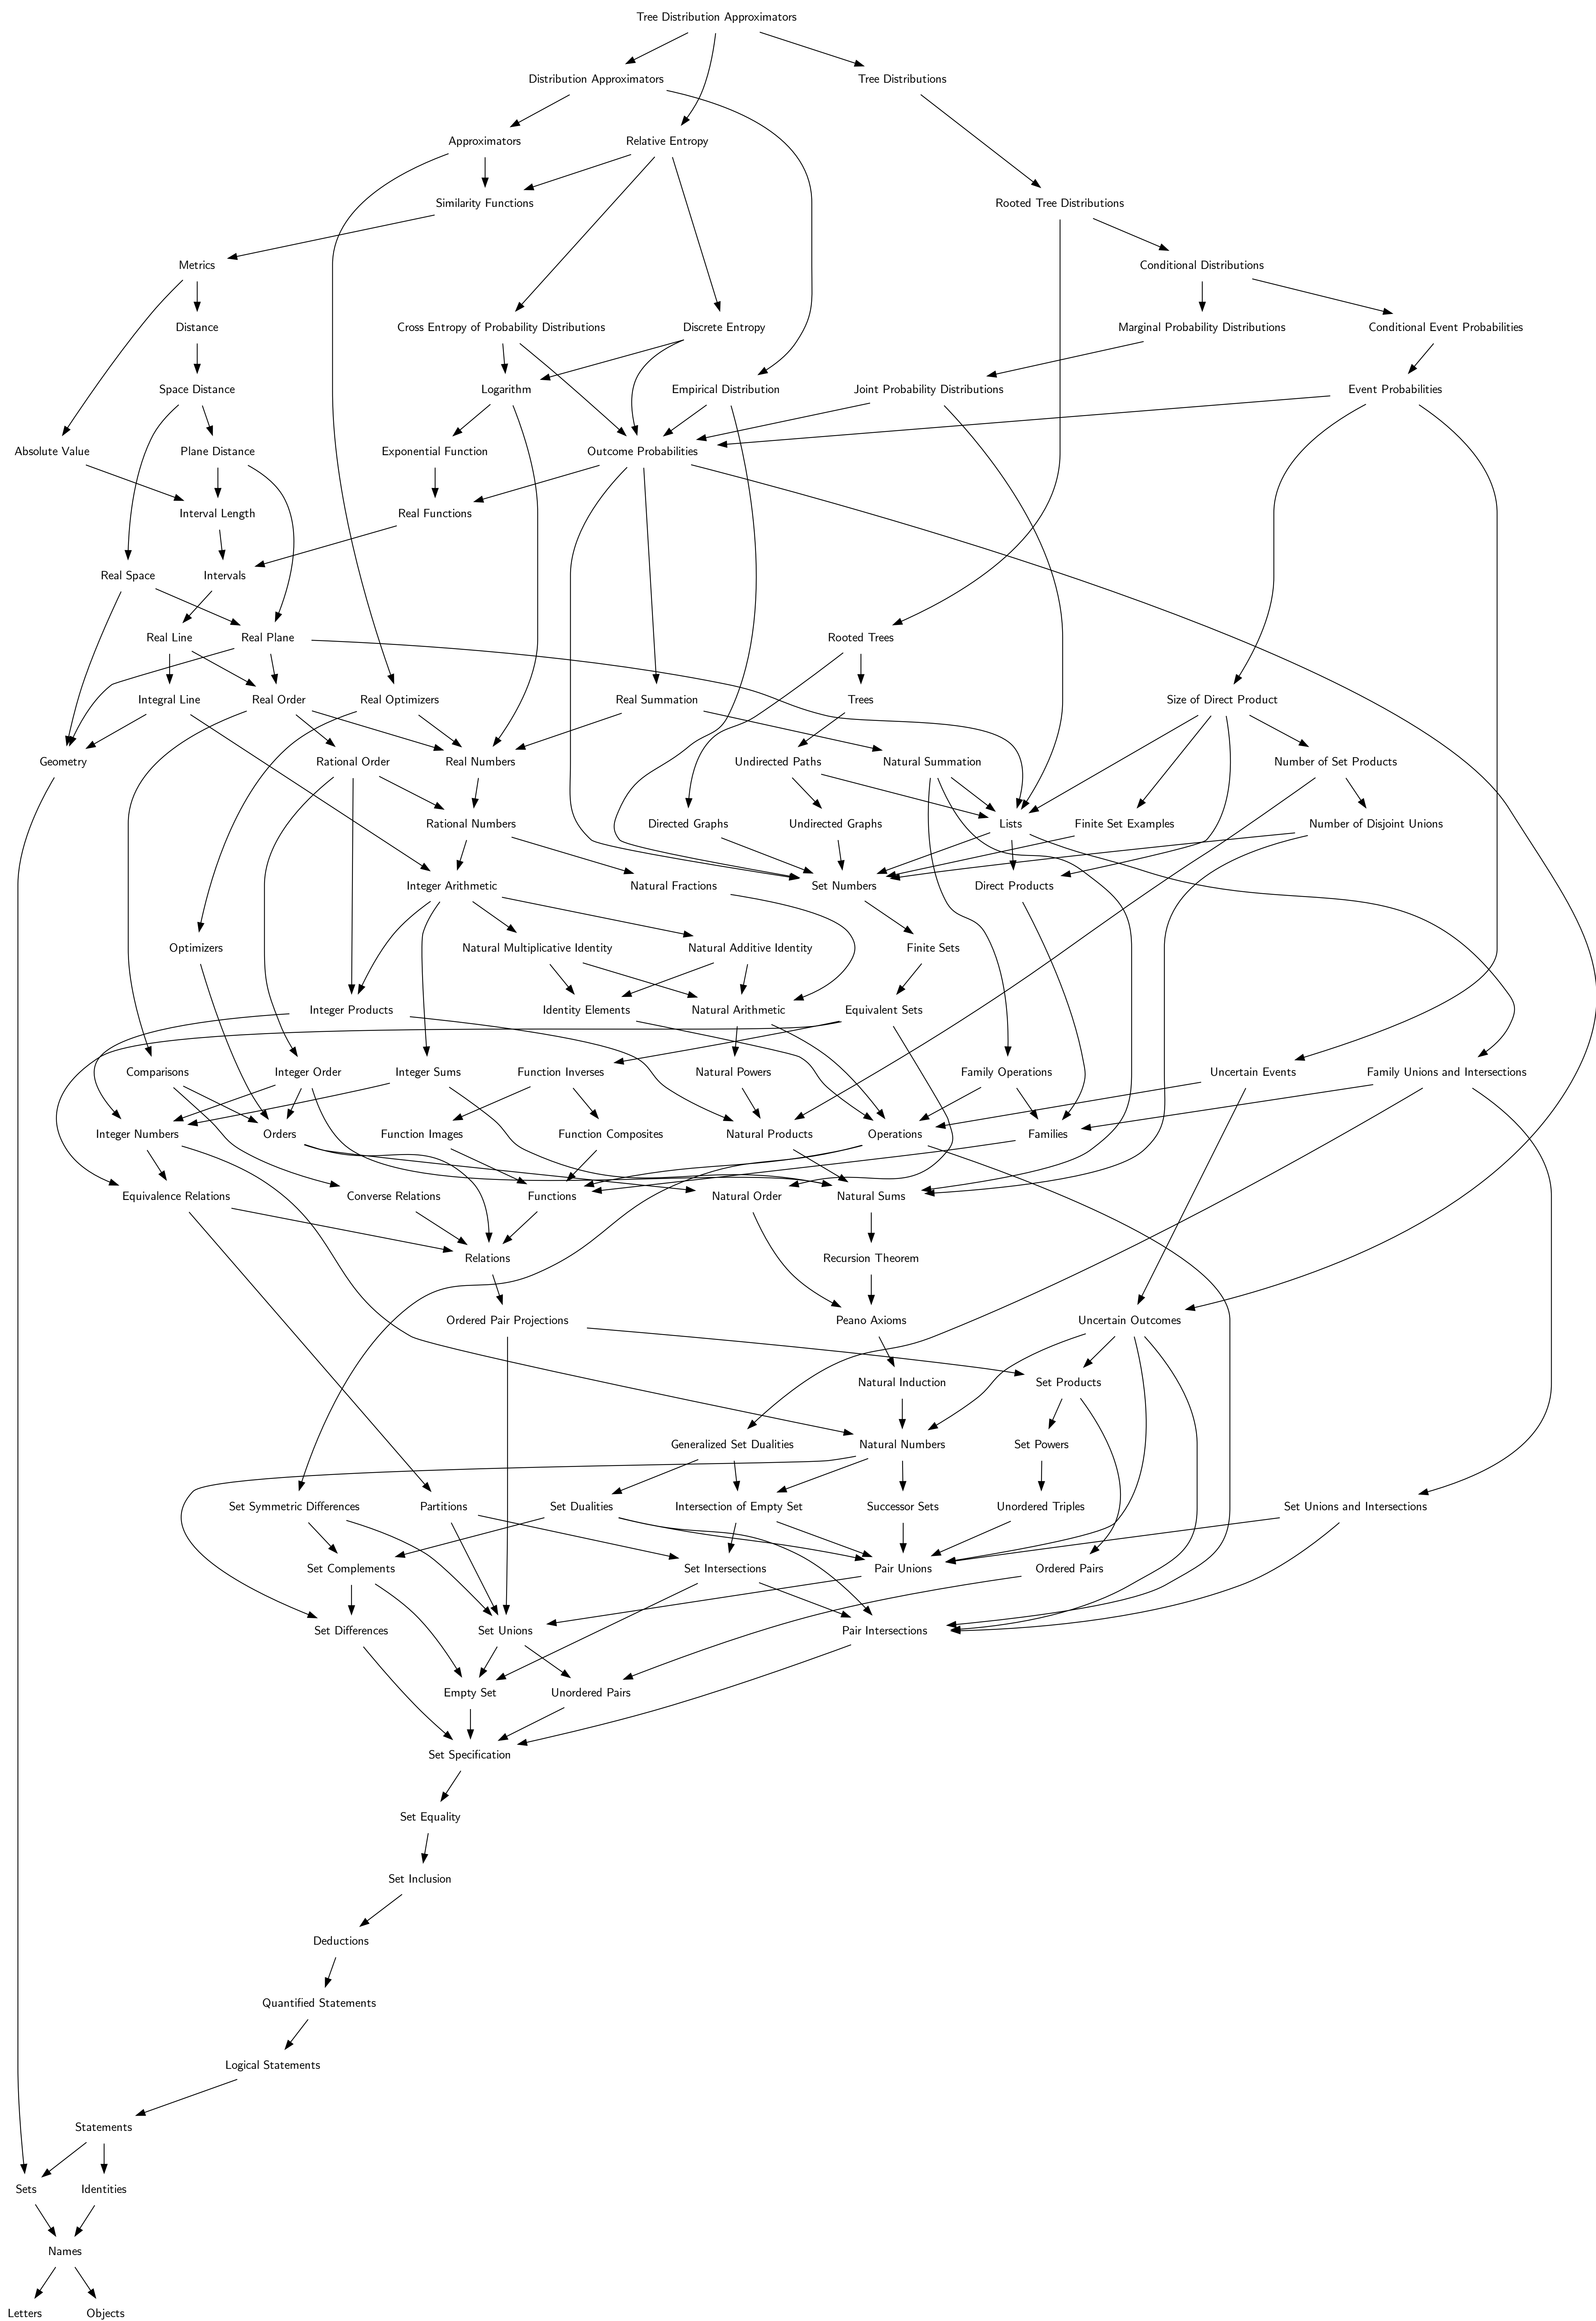 Tree Distribution Approximators
Distribution Approximators
Tree Distributions
Approximators
Relative Entropy
Similarity Functions
Rooted Tree Distributions
Metrics
Conditional Distributions
Distance
Cross Entropy of Probability Distributions
Discrete Entropy
Marginal Probability Distributions
Conditional Event Probabilities
Space Distance
Logarithm
Empirical Distribution
Joint Probability Distributions
Event Probabilities
Absolute Value
Plane Distance
Exponential Function
Outcome Probabilities
Interval Length
Real Functions
Real Space
Intervals
Real Line
Real Plane
Rooted Trees
Integral Line
Real Order
Real Optimizers
Real Summation
Trees
Size of Direct Product
Geometry
Rational Order
Real Numbers
Undirected Paths
Natural Summation
Number of Set Products
Rational Numbers
Directed Graphs
Undirected Graphs
Lists
Finite Set Examples
Number of Disjoint Unions
Integer Arithmetic
Natural Fractions
Set Numbers
Direct Products
Optimizers
Natural Multiplicative Identity
Natural Additive Identity
Finite Sets
Integer Products
Identity Elements
Natural Arithmetic
Equivalent Sets
Comparisons
Integer Order
Integer Sums
Function Inverses
Natural Powers
Family Operations
Uncertain Events
Family Unions and Intersections
Integer Numbers
Orders
Function Images
Function Composites
Natural Products
Operations
Families
Equivalence Relations
Converse Relations
Functions
Natural Order
Natural Sums
Relations
Recursion Theorem
Ordered Pair Projections
Peano Axioms
Uncertain Outcomes
Natural Induction
Set Products
Generalized Set Dualities
Natural Numbers
Set Powers
Set Symmetric Differences
Partitions
Set Dualities
Intersection of Empty Set
Successor Sets
Unordered Triples
Set Unions and Intersections
Set Complements
Set Intersections
Pair Unions
Ordered Pairs
Set Differences
Set Unions
Pair Intersections
Empty Set
Unordered Pairs
Set Specification
Set Equality
Set Inclusion
Deductions
Quantified Statements
Logical Statements
Statements
Sets
Identities
Names
Letters
Objects